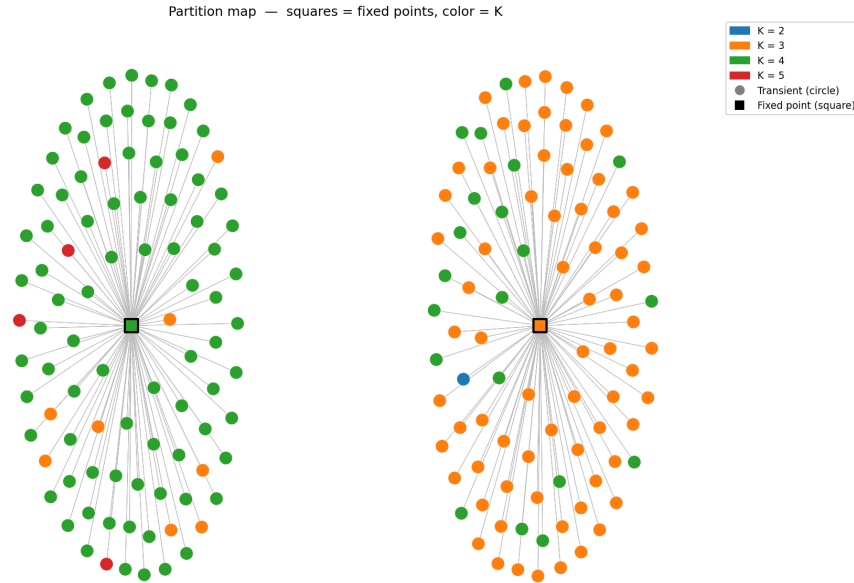 Partition map — squares = fixed points, color = K
K = 2
K = 3
K = 4
K = 5
Transient (circle)
Fixed point (square)